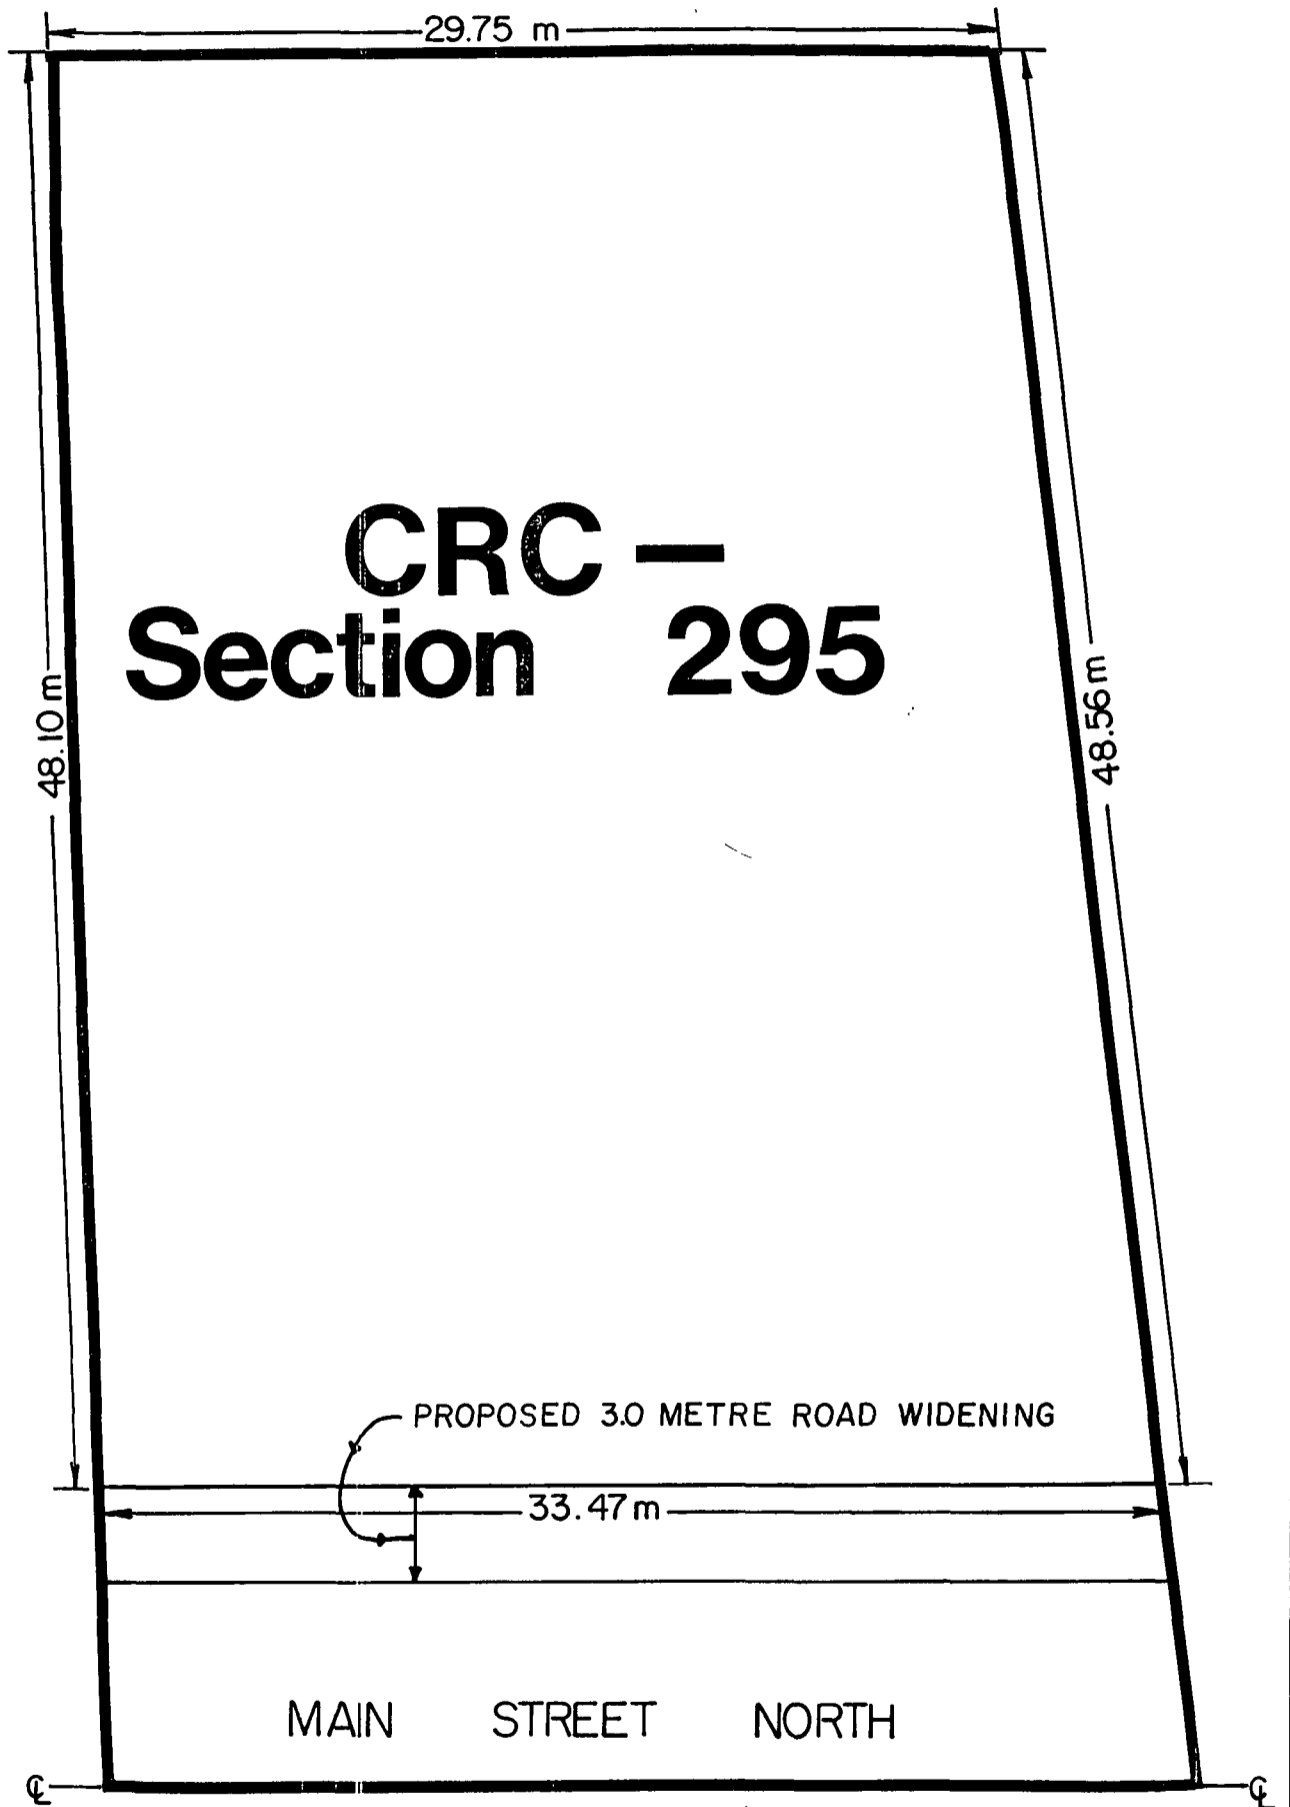 29.75 m
CRC –
Section 295
48.10 m
48.56 m
PROPOSED 3.0 METRE ROAD WIDENING
33.47 m
MAIN STREET NORTH
℄ ℄